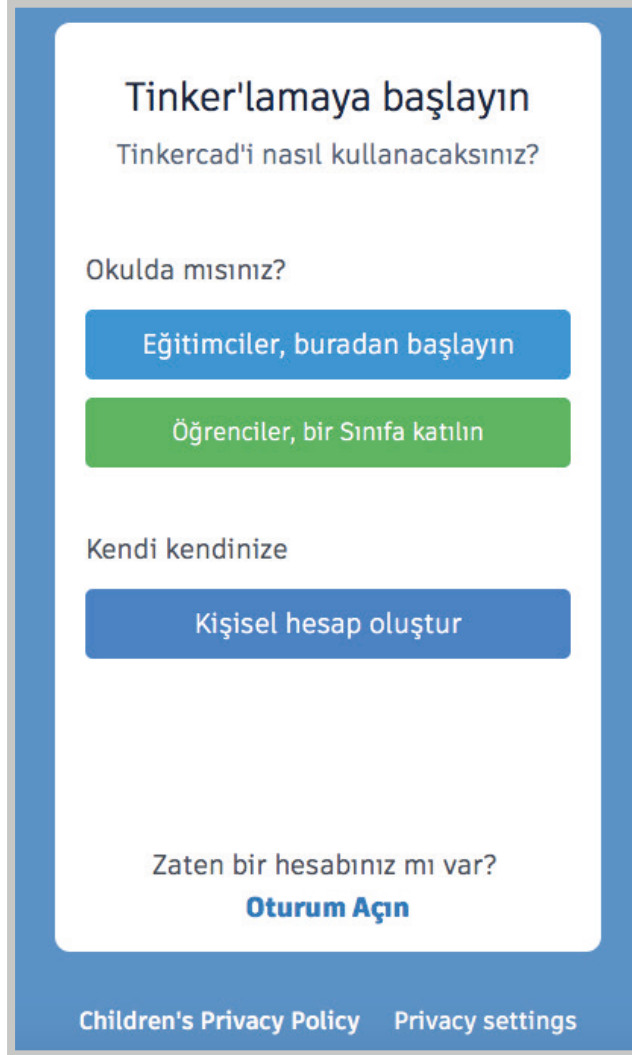 Tinker'lamaya başlayın
Tinkercad'i nasıl kullanacaksınız?
Okulda mısınız?
Eğitimciler, buradan başlayın
Öğrenciler, bir Sınıfa katılın
Kendi kendinize
Kişisel hesap oluştur
Zaten bir hesabınız mı var?
Oturum Açın
Children's Privacy Policy Privacy settings